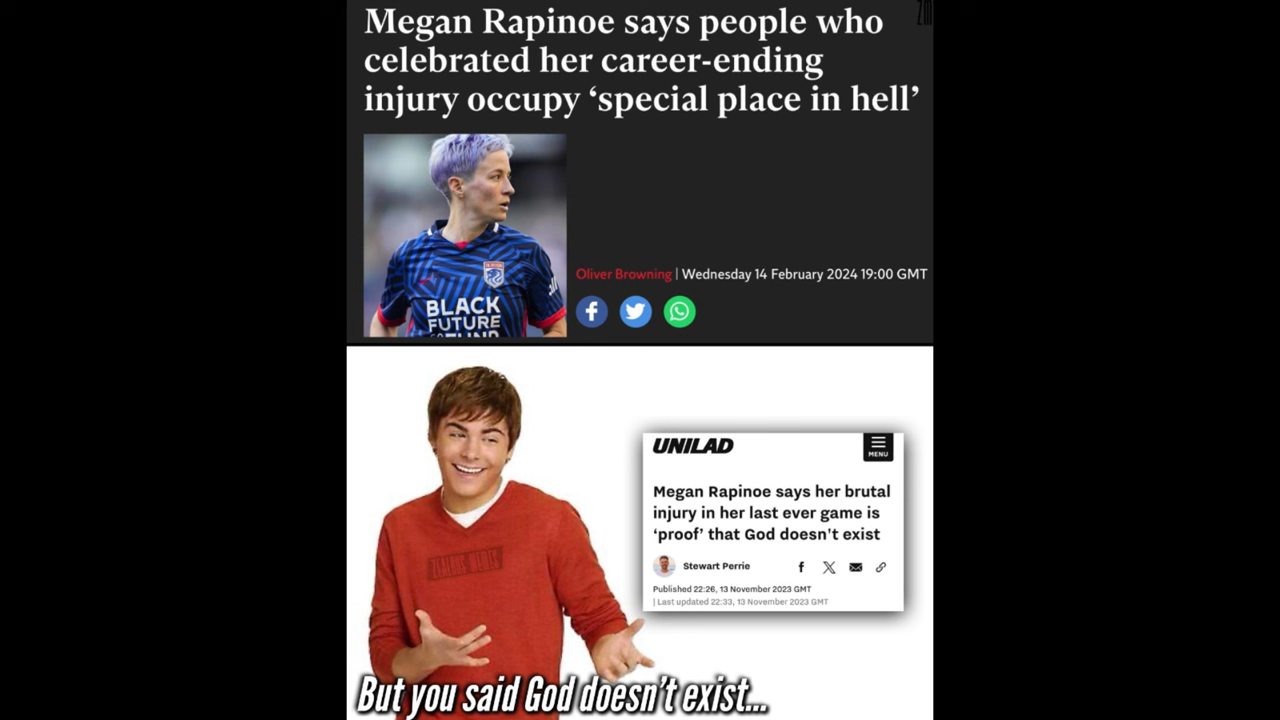 Megan Rapinoe says people who
celebrated her career-ending
injury occupy ‘special place in hell’
BLACK
FUTURE
Oliver Browning | Wednesday 14 February 2024 19:00 GMT
UNILAD
MENU
Megan Rapinoe says her brutal
injury in her last ever game is
‘proof’ that God doesn't exist
Stewart Perrie
Published 22:26, 13 November 2023 GMT
| Last updated 22:33, 13 November 2023 GMT
But you said God doesn't exist...